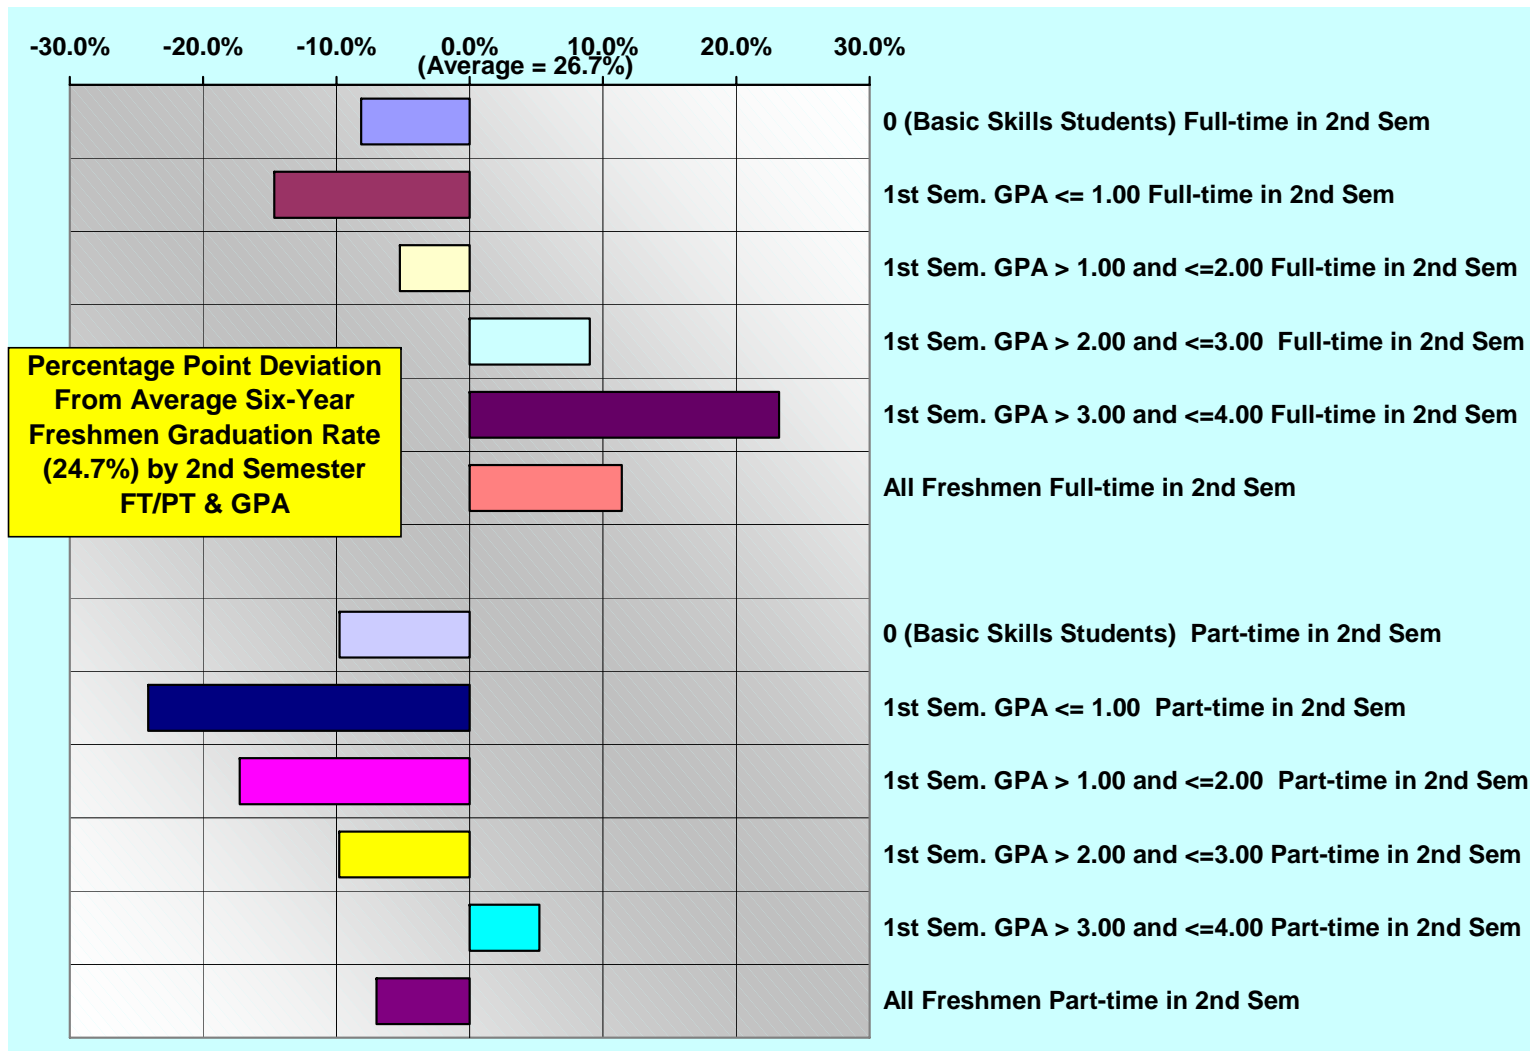 -30.0% -20.0% -10.0% 0.0% 10.0% 20.0% 30.0%
(Average = 26.7%)
0 (Basic Skills Students) Full-time in 2nd Sem
1st Sem. GPA <= 1.00 Full-time in 2nd Sem
1st Sem. GPA > 1.00 and <=2.00 Full-time in 2nd Sem
1st Sem. GPA > 2.00 and <=3.00  Full-time in 2nd Sem
Percentage Point Deviation
From Average Six-Year
Freshmen Graduation Rate
(24.7%) by 2nd Semester
FT/PT & GPA
1st Sem. GPA > 3.00 and <=4.00 Full-time in 2nd Sem
All Freshmen Full-time in 2nd Sem
0 (Basic Skills Students)  Part-time in 2nd Sem
1st Sem. GPA <= 1.00  Part-time in 2nd Sem
1st Sem. GPA > 1.00 and <=2.00  Part-time in 2nd Sem
1st Sem. GPA > 2.00 and <=3.00 Part-time in 2nd Sem
1st Sem. GPA > 3.00 and <=4.00 Part-time in 2nd Sem
All Freshmen Part-time in 2nd Sem